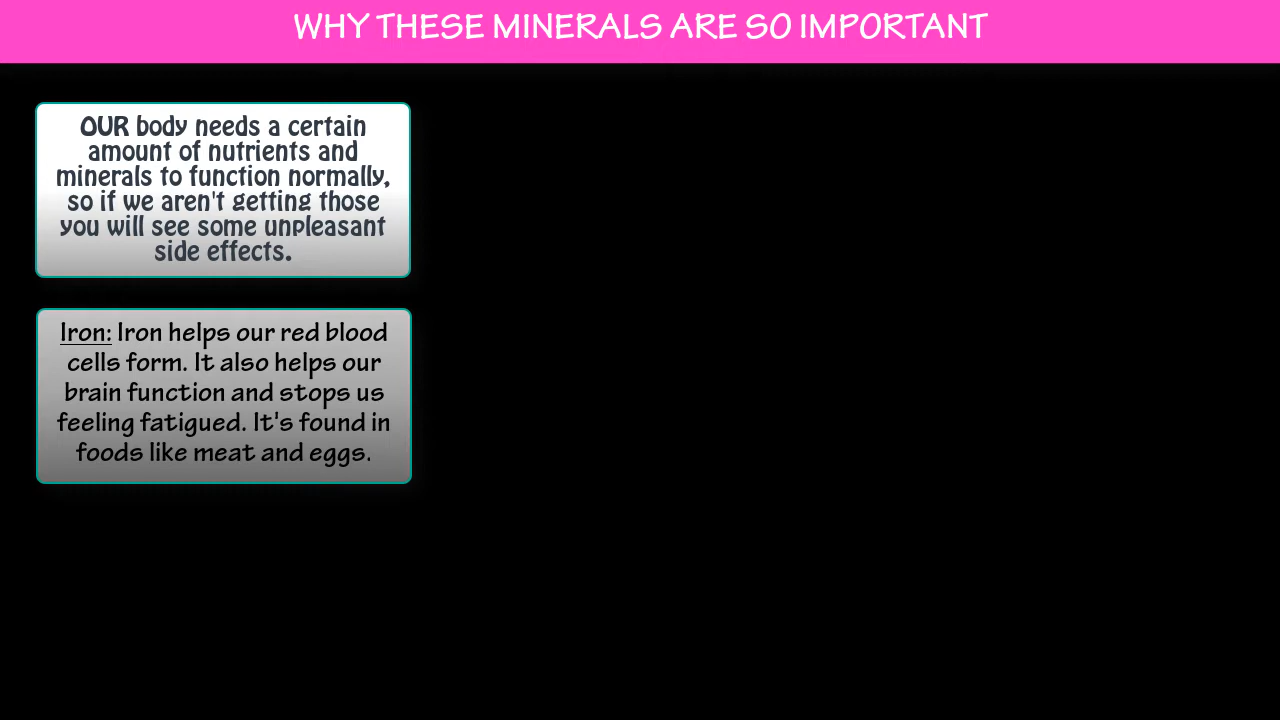 WHY THESE MINERALS ARE SO IMPORTANT
OUR body needs a certain
amount of nutrients and
minerals to function normally,
so if we aren't getting those
you will see some unpleasant
side effects.
Iron: Iron helps our red blood
cells form. It also helps our
brain function and stops us
feeling fatigued. It's found in
foods like meat and eggs.